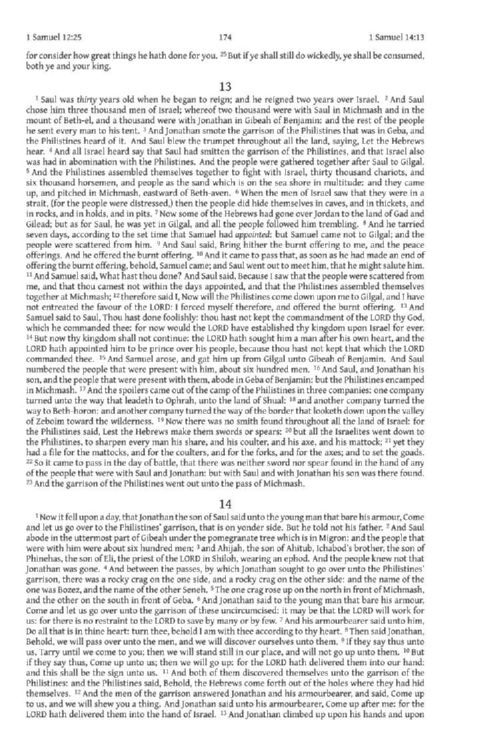 1 Samuel 12:25 174 1 Samuel 14:13
for consider how great things he hath done for you. 25 But if ye shall still do wickedly, ye shall be consumed,
both ye and your king.
13
1 Saul was thirty years old when he began to reign; and he reigned two years over Israel. 2 And Saul
chose him three thousand men of Israel; whereof two thousand were with Saul in Michmash and in the
mount of Beth-el, and a thousand were with Jonathan in Gibeah of Benjamin: and the rest of the people
he sent every man to his tent. 3 And Jonathan smote the garrison of the Philistines that was in Geba, and
the Philistines heard of it. And Saul blew the trumpet throughout all the land, saying, Let the Hebrews
hear. 4 And all Israel heard say that Saul had smitten the garrison of the Philistines, and that Israel also
was had in abomination with the Philistines. And the people were gathered together after Saul to Gilgal.
5 And the Philistines assembled themselves together to fight with Israel, thirty thousand chariots, and
six thousand horsemen, and people as the sand which is on the sea shore in multitude: and they came
up, and pitched in Michmash, eastward of Beth-aven. 6 When the men of Israel saw that they were in a
strait, (for the people were distressed,) then the people did hide themselves in caves, and in thickets, and
in rocks, and in holds, and in pits. 7 Now some of the Hebrews had gone over Jordan to the land of Gad and
Gilead; but as for Saul, he was yet in Gilgal, and all the people followed him trembling. 8 And he tarried
seven days, according to the set time that Samuel had appointed: but Samuel came not to Gilgal; and the
people were scattered from him. 9 And Saul said, Bring hither the burnt offering to me, and the peace
offerings. And he offered the burnt offering. 10 And it came to pass that, as soon as he had made an end of
offering the burnt offering, behold, Samuel came; and Saul went out to meet him, that he might salute him.
11 And Samuel said, What hast thou done? And Saul said, Because I saw that the people were scattered from
me, and that thou camest not within the days appointed, and that the Philistines assembled themselves
together at Michmash; 12 therefore said I, Now will the Philistines come down upon me to Gilgal, and I have
not entreated the favour of the LORD: I forced myself therefore, and offered the burnt offering. 13 And
Samuel said to Saul, Thou hast done foolishly: thou hast not kept the commandment of the LORD thy God,
which he commanded thee: for now would the LORD have established thy kingdom upon Israel for ever.
14 But now thy kingdom shall not continue: the LORD hath sought him a man after his own heart, and the
LORD hath appointed him to be prince over his people, because thou hast not kept that which the LORD
commanded thee. 15 And Samuel arose, and gat him up from Gilgal unto Gibeah of Benjamin. And Saul
numbered the people that were present with him, about six hundred men. 16 And Saul, and Jonathan his
son, and the people that were present with them, abode in Geba of Benjamin: but the Philistines encamped
in Michmash. 17 And the spoilers came out of the camp of the Philistines in three companies: one company
turned unto the way that leadeth to Ophrah, unto the land of Shual: 18 and another company turned the
way to Beth-horon: and another company turned the way of the border that looketh down upon the valley
of Zeboim toward the wilderness. 19 Now there was no smith found throughout all the land of Israel: for
the Philistines said, Lest the Hebrews make them swords or spears: 20 but all the Israelites went down to
the Philistines, to sharpen every man his share, and his coulter, and his axe, and his mattock; 21 yet they
had a file for the mattocks, and for the coulters, and for the forks, and for the axes; and to set the goads.
22 So it came to pass in the day of battle, that there was neither sword nor spear found in the hand of any
of the people that were with Saul and Jonathan: but with Saul and with Jonathan his son was there found.
23 And the garrison of the Philistines went out unto the pass of Michmash.
14
1 Now it fell upon a day, that Jonathan the son of Saul said unto the young man that bare his armour, Come
and let us go over to the Philistines' garrison, that is on yonder side. But he told not his father. 2 And Saul
abode in the uttermost part of Gibeah under the pomegranate tree which is in Migron: and the people that
were with him were about six hundred men; 3 and Ahijah, the son of Ahitub, Ichabod's brother, the son of
Phinehas, the son of Eli, the priest of the LORD in Shiloh, wearing an ephod. And the people knew not that
Jonathan was gone. 4 And between the passes, by which Jonathan sought to go over unto the Philistines'
garrison, there was a rocky crag on the one side, and a rocky crag on the other side: and the name of the
one was Bozez, and the name of the other Seneh. 5 The one crag rose up on the north in front of Michmash,
and the other on the south in front of Geba. 6 And Jonathan said to the young man that bare his armour,
Come and let us go over unto the garrison of these uncircumcised: it may be that the LORD will work for
us: for there is no restraint to the LORD to save by many or by few. 7 And his armourbearer said unto him,
Do all that is in thine heart: turn thee, behold I am with thee according to thy heart. 8 Then said Jonathan,
Behold, we will pass over unto the men, and we will discover ourselves unto them. 9 If they say thus unto
us, Tarry until we come to you; then we will stand still in our place, and will not go up unto them. 10 But
if they say thus, Come up unto us; then we will go up: for the LORD hath delivered them into our hand:
and this shall be the sign unto us. 11 And both of them discovered themselves unto the garrison of the
Philistines: and the Philistines said, Behold, the Hebrews come forth out of the holes where they had hid
themselves. 12 And the men of the garrison answered Jonathan and his armourbearer, and said, Come up
to us, and we will shew you a thing. And Jonathan said unto his armourbearer, Come up after me: for the
LORD hath delivered them into the hand of Israel. 13 And Jonathan climbed up upon his hands and upon